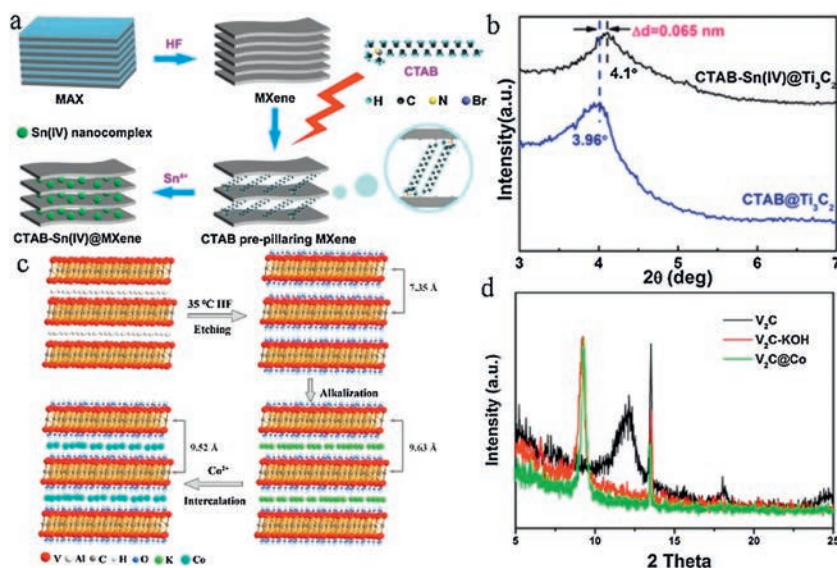 a
HF
CTAB
MAX
MXene
H C N Br
Sn(IV) nanocomplex
Sn⁴⁺
CTAB-Sn(IV)@MXene
CTAB pre-pillaring MXene
b
Δd=0.065 nm
CTAB-Sn(IV)@Ti₃C₂
4.1°
3.96°
CTAB@Ti₃C₂
Intensity(a.u.)
3 4 5 6 7
2θ (deg)
c
35 °C HF
Etching
7.35 Å
Alkalization
9.52 Å
9.63 Å
Co²⁺
Intercalation
V Al C H O K Co
d
V₂C
V₂C-KOH
V₂C@Co
Intensity (a.u.)
5 10 15 20 25
2 Theta